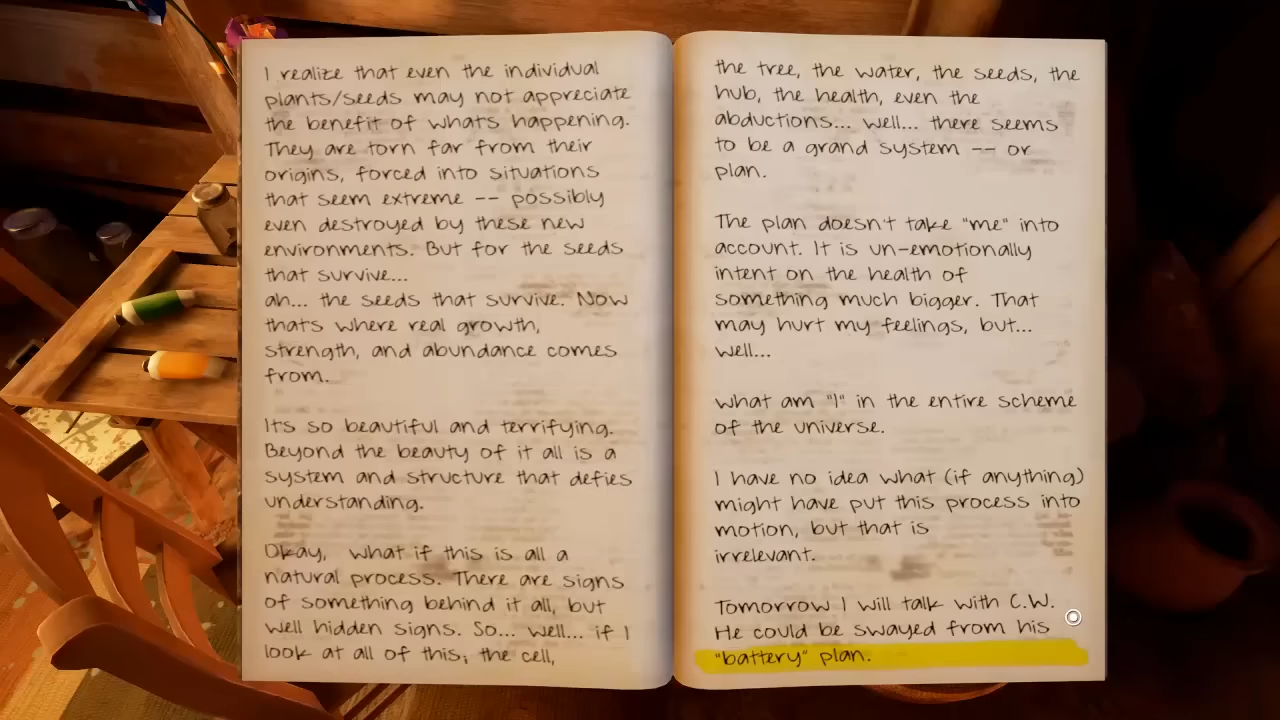 I realize that even the individual
plants/seeds may not appreciate
the benefit of whats happening.
They are torn far from their
origins, forced into situations
that seem extreme -- possibly
even destroyed by these new
environments. But for the seeds
that survive...
ah... the seeds that survive. Now
thats where real growth,
strength, and abundance comes
from.
Its so beautiful and terrifying.
Beyond the beauty of it all is a
system and structure that defies
understanding.
Okay, what if this is all a
natural process. There are signs
of something behind it all, but
well hidden signs. So... well... if I
look at all of this; the cell,
the tree, the water, the seeds, the
hub, the health, even the
abductions... well... there seems
to be a grand system -- or
plan.
The plan doesn't take "me" into
account. It is un-emotionally
intent on the health of
something much bigger. That
may hurt my feelings, but...
well...
what am "I" in the entire scheme
of the universe.
I have no idea what (if anything)
might have put this process into
motion, but that is
irrelevant.
Tomorrow I will talk with C.W.
He could be swayed from his
"battery" plan.